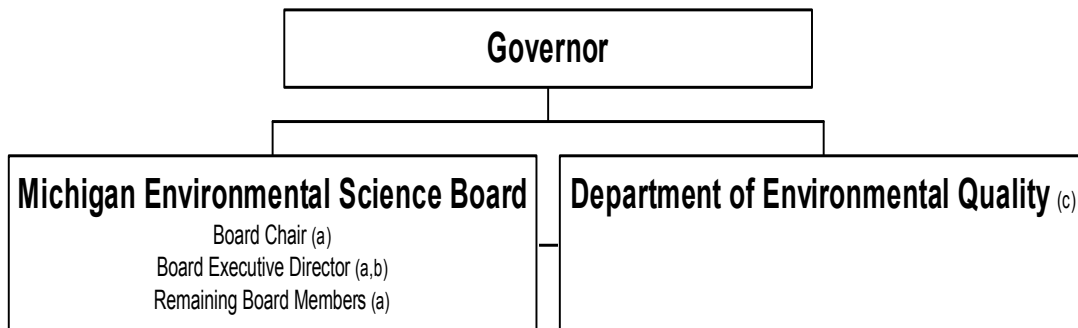 Governor
Michigan Environmental Science Board
Board Chair (a)
Board Executive Director (a,b)
Remaining Board Members (a)
Department of Environmental Quality (c)